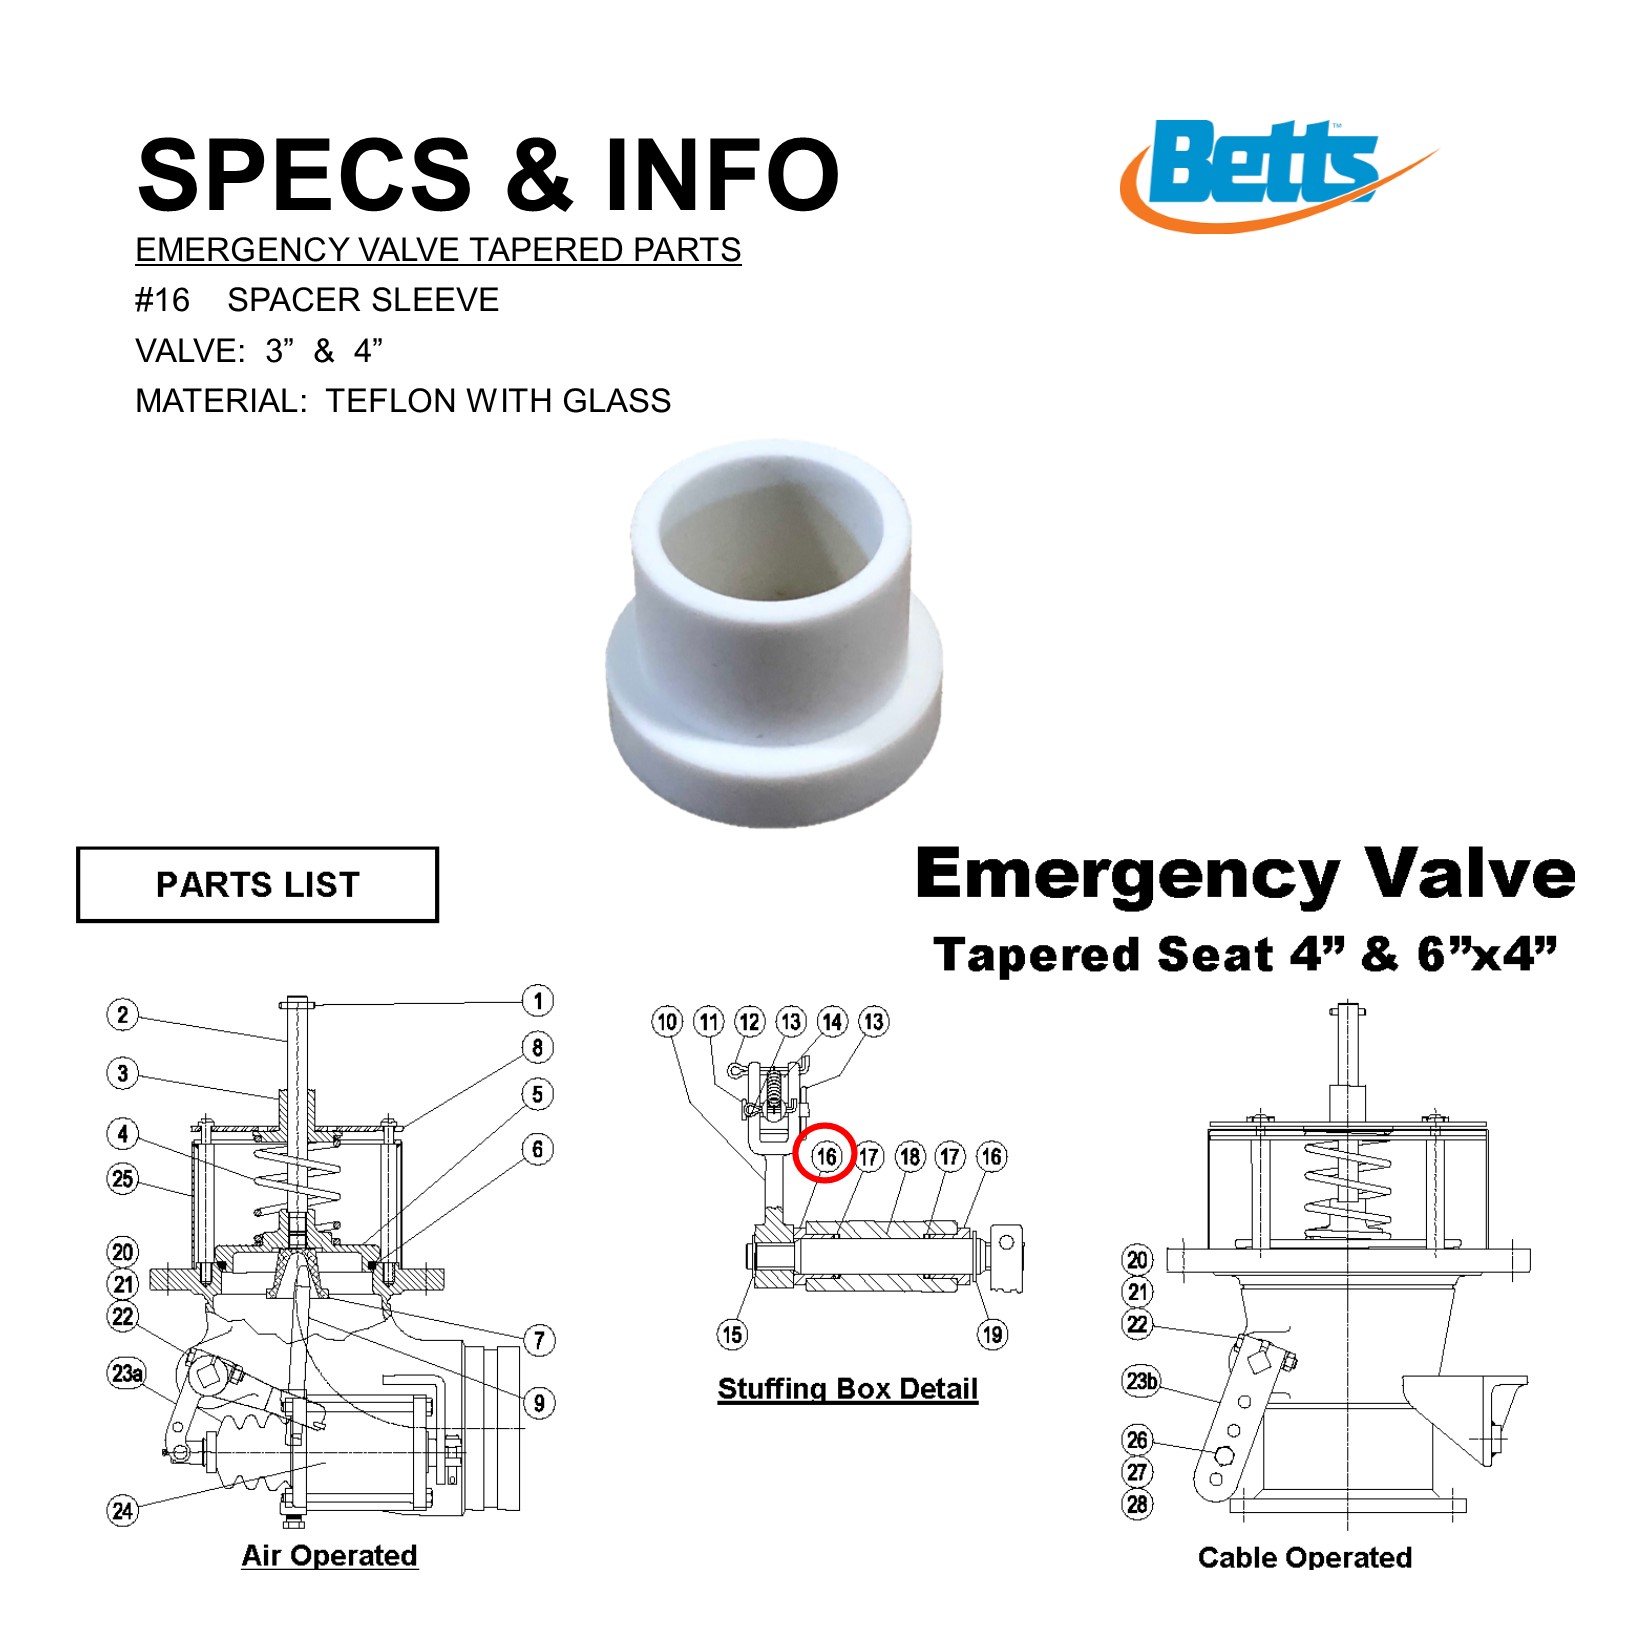 SPECS & INFO
Betts™
EMERGENCY VALVE TAPERED PARTS
#16 SPACER SLEEVE
VALVE: 3” & 4”
MATERIAL: TEFLON WITH GLASS
PARTS LIST
Emergency Valve
Tapered Seat 4” & 6”x4”
1
2
3
8
5
4
6
25
20
21
22
7
23a
9
24
Air Operated
10 11 12 13 14 13
16 17 18 17 16
15 19
Stuffing Box Detail
20
21
22
23b
26
27
28
Cable Operated